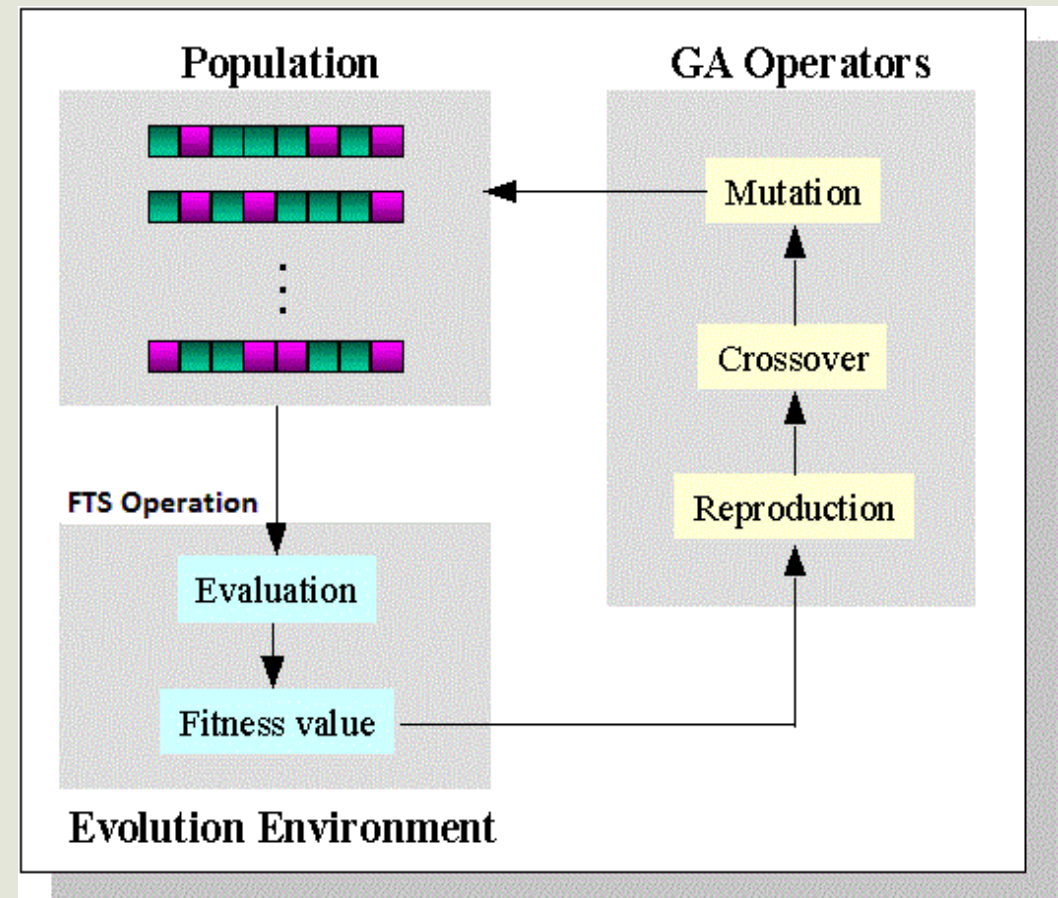 Population
GA Operators
Mutation
Crossover
Reproduction
FTS Operation
Evaluation
Fitness value
Evolution Environment